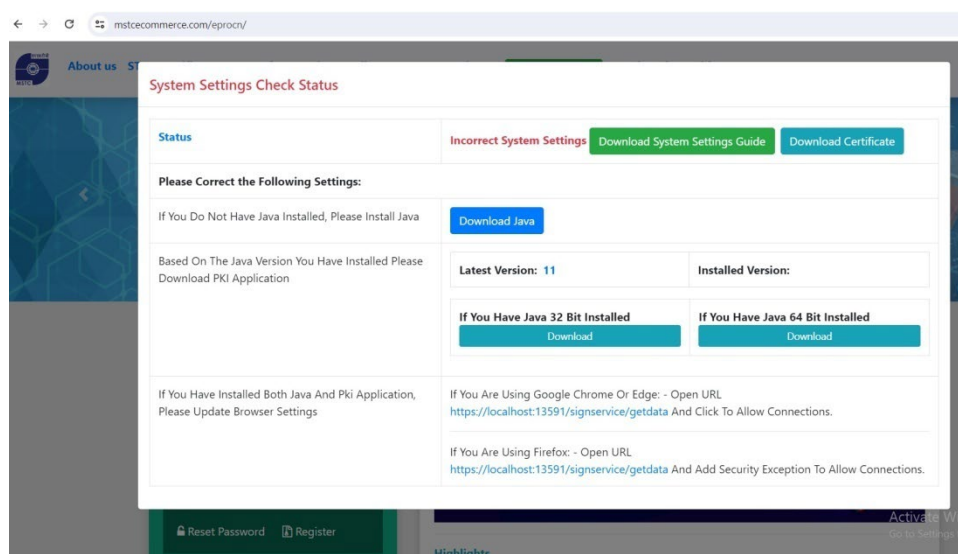 mstcecommerce.com/eprocn/
About us ST
System Settings Check Status
Status
Incorrect System Settings Download System Settings Guide Download Certificate
Please Correct the Following Settings:
If You Do Not Have Java Installed, Please Install Java
Download Java
Based On The Java Version You Have Installed Please
Download PKI Application
Latest Version: 11 Installed Version:
If You Have Java 32 Bit Installed If You Have Java 64 Bit Installed
Download Download
If You Have Installed Both Java And Pki Application,
Please Update Browser Settings
If You Are Using Google Chrome Or Edge: - Open URL
https://localhost:13591/signservice/getdata And Click To Allow Connections.
If You Are Using Firefox: - Open URL
https://localhost:13591/signservice/getdata And Add Security Exception To Allow Connections.
Reset Password Register
Highlights
Activate W
Go to Settings